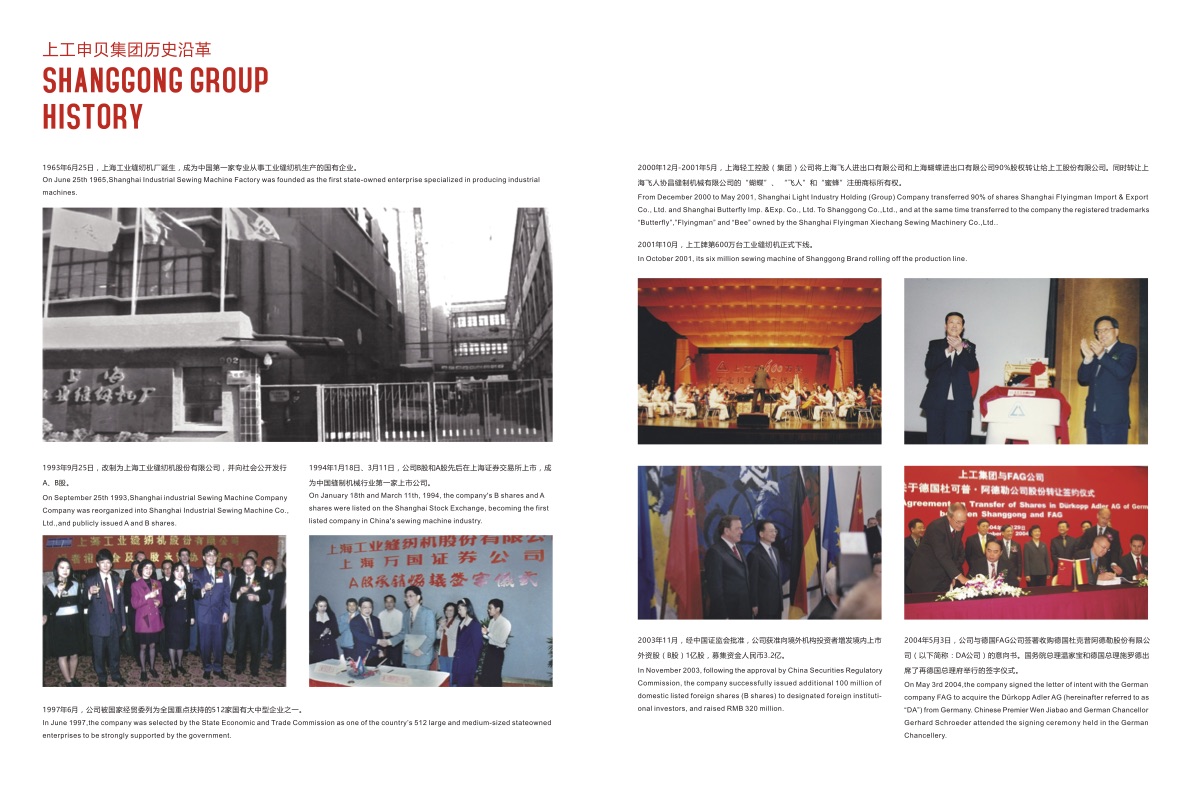 上工申贝集团历史沿革
SHANGGONG GROUP
HISTORY
1965年6月25日，上海工业缝纫机厂诞生，成为中国第一家专业从事工业缝纫机生产的国有企业。
On June 25th 1965,Shanghai Industrial Sewing Machine Factory was founded as the first state-owned enterprise specialized in producing industrial
machines.
02
上海
业缝纫机厂
1993年9月25日，改制为上海工业缝纫机股份有限公司，并向社会公开发行
A、B股。
On September 25th 1993,Shanghai industrial Sewing Machine Company
Company was reorganized into Shanghai Industrial Sewing Machine Co.,
Ltd.,and publicly issued A and B shares.
上海工业缝纫机股份有限公司
1994年1月18日、3月11日，公司B股和A股先后在上海证券交易所上市，成
为中国缝制机械行业第一家上市公司。
On January 18th and March 11th, 1994, the company's B shares and A
shares were listed on the Shanghai Stock Exchange, becoming the first
listed company in China's sewing machine industry.
上海工业缝纫机股份有限公
上海万国证券公司
A股承销协议签字仪式
1997年6月，公司被国家经贸委列为全国重点扶持的512家国有大中型企业之一。
In June 1997,the company was selected by the State Economic and Trade Commission as one of the country's 512 large and medium-sized stateowned
enterprises to be strongly supported by the government.
2000年12月-2001年5月，上海轻工控股（集团）公司将上海飞人进出口有限公司和上海蝴蝶进出口有限公司90%股权转让给上工股份有限公司。同时转让上
海飞人协昌缝制机械有限公司的“蝴蝶”、 “飞人”和“蜜蜂”注册商标所有权。
From December 2000 to May 2001, Shanghai Light Industry Holding (Group) Company transferred 90% of shares Shanghai Flyingman Import & Export
Co., Ltd. and Shanghai Butterfly Imp. &Exp. Co., Ltd. To Shanggong Co.,Ltd., and at the same time transferred to the company the registered trademarks
"Butterfly","Flyingman" and "Bee" owned by the Shanghai Flyingman Xiechang Sewing Machinery Co.,Ltd..
2001年10月，上工牌第600万台工业缝纫机正式下线。
In October 2001, its six million sewing machine of Shanggong Brand rolling off the production line.
上工集团与FAG公司
关于德国杜可普·阿德勒公司股份转让签约仪式
Agreement on Transfer of Shares in Dürkopp Adler AG of Germ
between Shanggong and FAG
2003年11月，经中国证监会批准，公司获准向境外机构投资者增发境内上市
外资股（B股）1亿股，募集资金人民币3.2亿。
In November 2003, following the approval by China Securities Regulatory
Commission, the company successfully issued additional 100 million of
domestic listed foreign shares (B shares) to designated foreign instituti-
onal investors, and raised RMB 320 million.
2004年5月3日，公司与德国FAG公司签署收购德国杜克普阿德勒股份有限公
司（以下简称：DA公司）的意向书。国务院总理温家宝和德国总理施罗德出
席了再德国总理府举行的签字仪式。
On May 3rd 2004,the company signed the letter of intent with the German
company FAG to acquire the Dürkopp Adler AG (hereinafter referred to as
"DA") from Germany. Chinese Premier Wen Jiabao and German Chancellor
Gerhard Schroeder attended the signing ceremony held in the German
Chancellery.